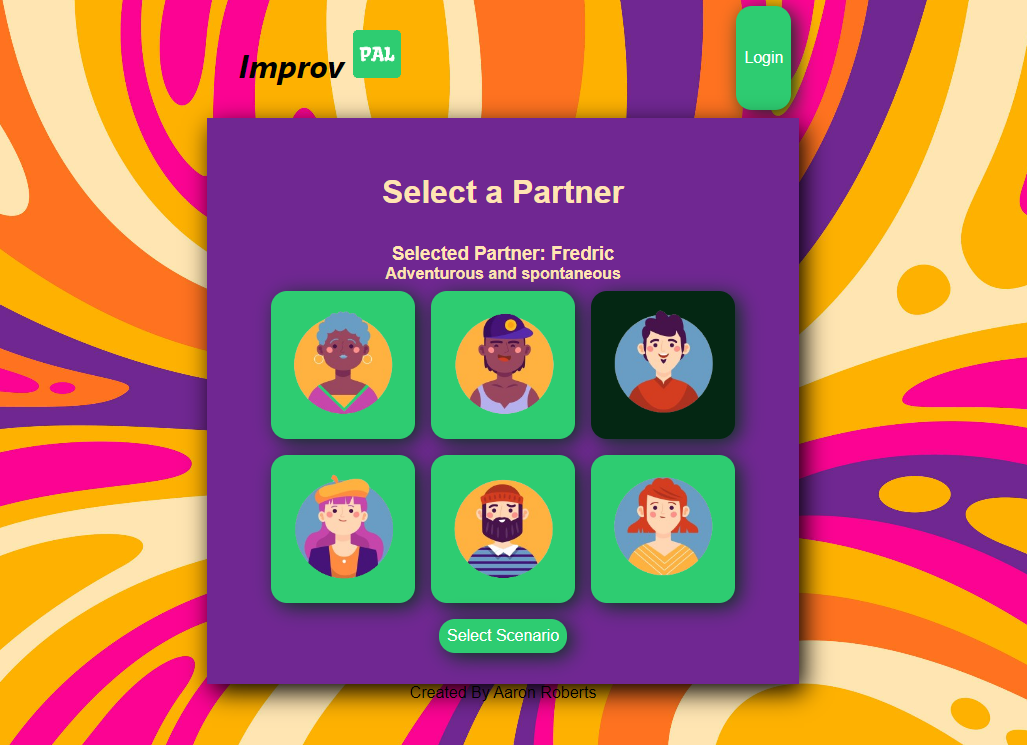 Improv PAL
Login
Select a Partner
Selected Partner: Fredric
Adventurous and spontaneous
Select Scenario
Created By Aaron Roberts